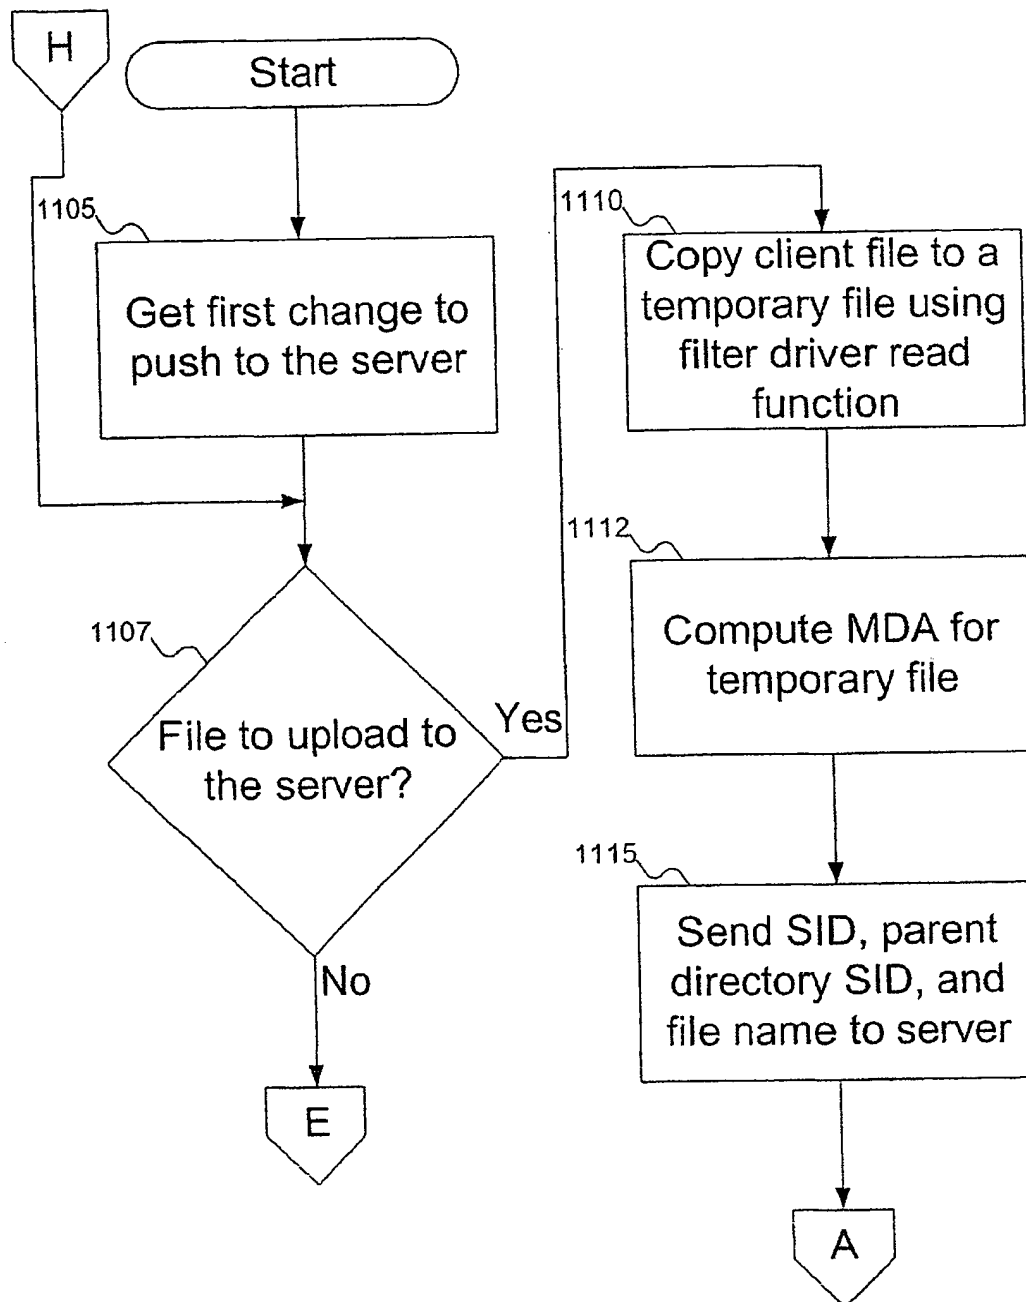 H
Start
1105
Get first change to
push to the server
1107
File to upload to
the server?
Yes
No
E
1110
Copy client file to a
temporary file using
filter driver read
function
1112
Compute MDA for
temporary file
1115
Send SID, parent
directory SID, and
file name to server
A